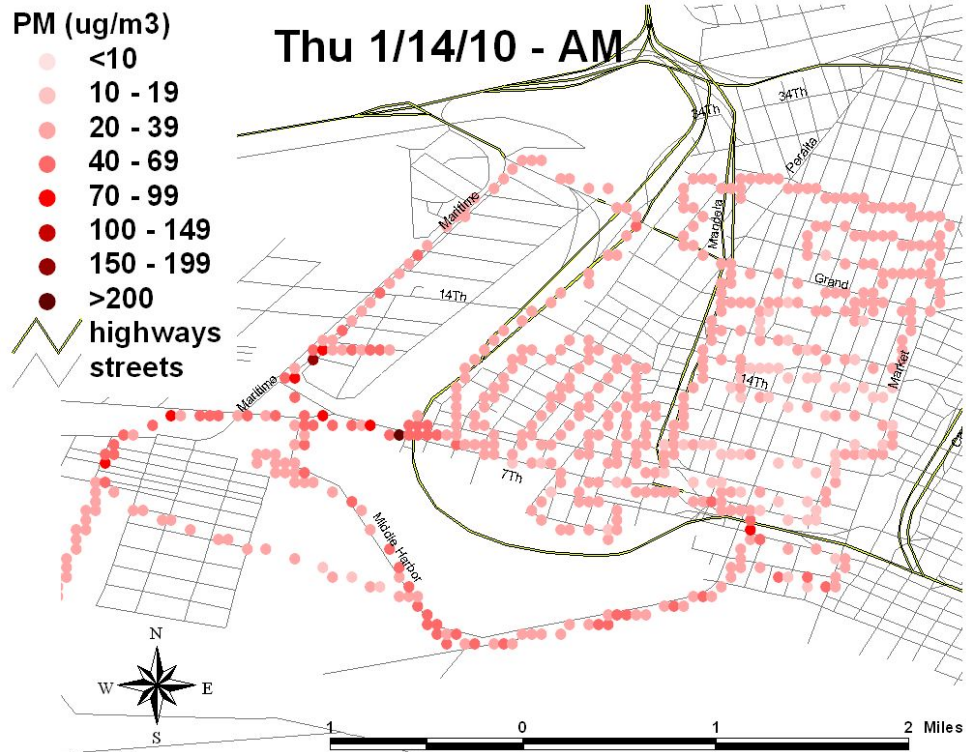 PM (ug/m3)
<10
10 - 19
20 - 39
40 - 69
70 - 99
100 - 149
150 - 199
>200
highways
streets
Thu 1/14/10 - AM
34Th
34Th
Peralta
Maritime
Mandela
Grand
14Th
Market
14Th
Maritime
7Th
Middle Harbor
N
W
E
S
1
0
1
2
Miles